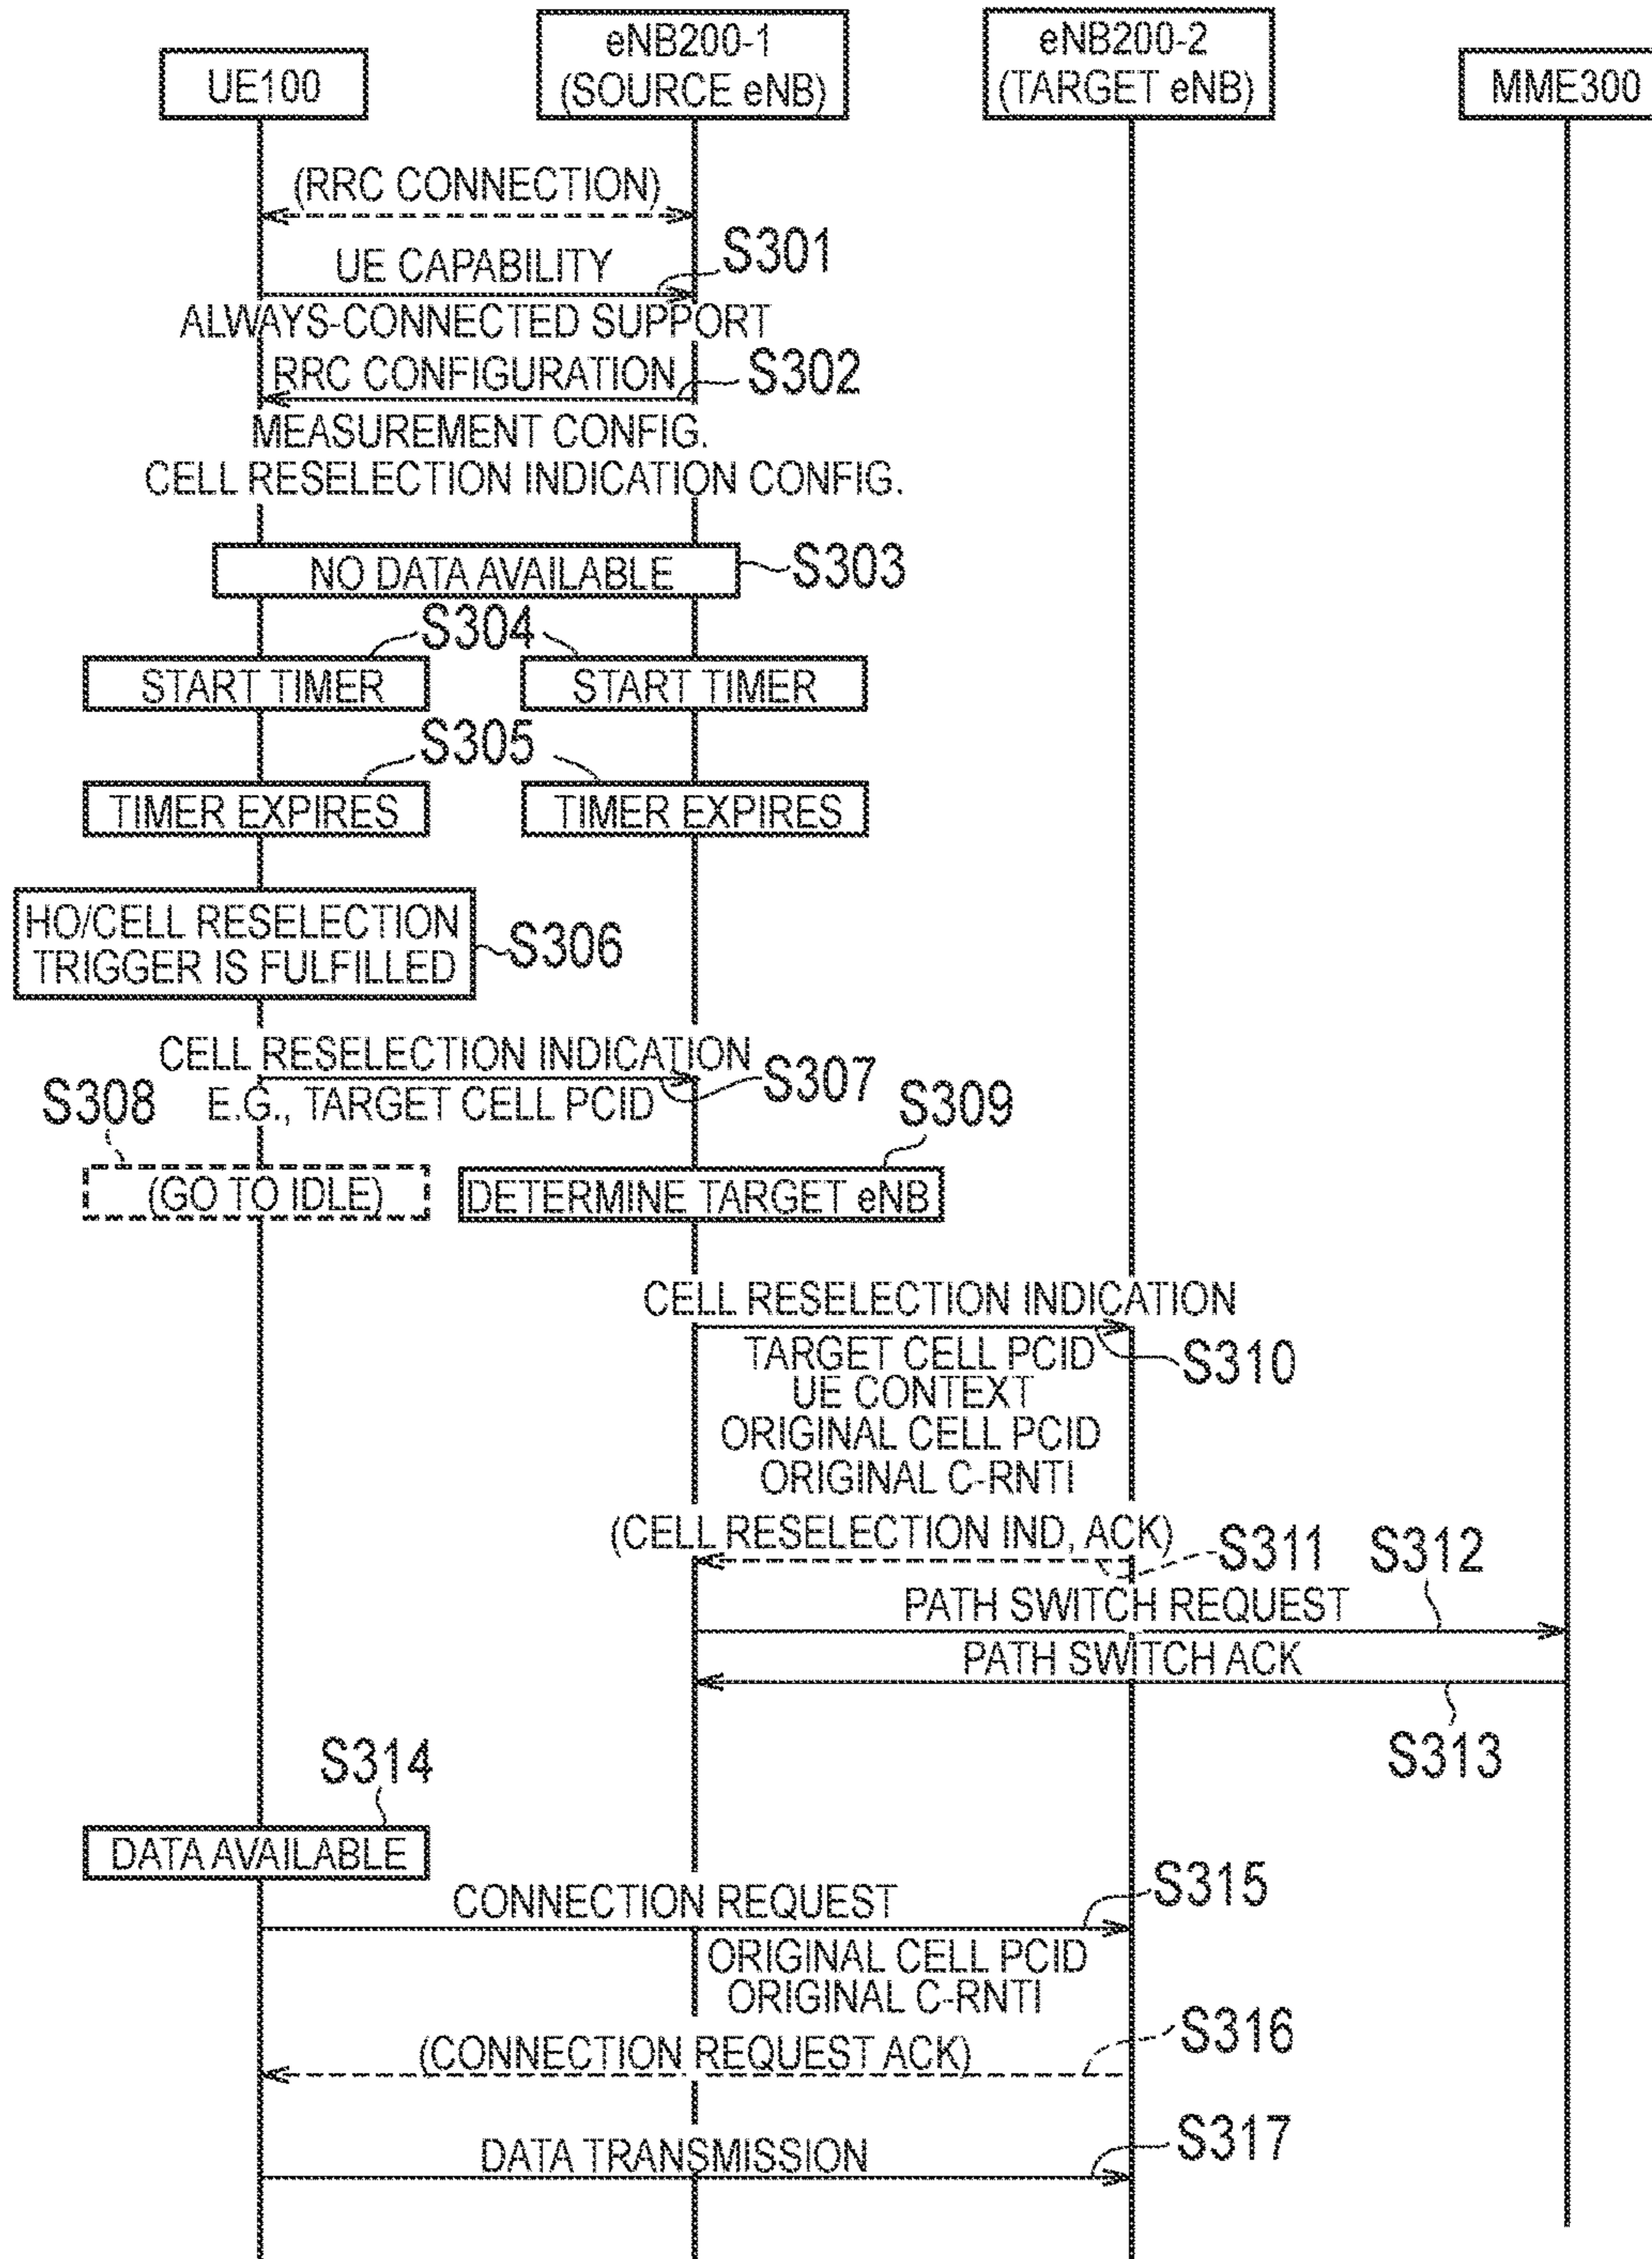 UE100
eNB200-1
(SOURCE eNB)
eNB200-2
(TARGET eNB)
MME300
(RRC CONNECTION)
S301
UE CAPABILITY
ALWAYS-CONNECTED SUPPORT
S302
RRC CONFIGURATION
MEASUREMENT CONFIG.
CELL RESELECTION INDICATION CONFIG.
NO DATA AVAILABLE
S303
S304
START TIMER
START TIMER
S305
TIMER EXPIRES
TIMER EXPIRES
HO/CELL RESELECTION
TRIGGER IS FULFILLED
S306
CELL RESELECTION INDICATION
S307
E.G., TARGET CELL PCID
S308
S309
(GO TO IDLE)
DETERMINE TARGET eNB
CELL RESELECTION INDICATION
S310
TARGET CELL PCID
UE CONTEXT
ORIGINAL CELL PCID
ORIGINAL C-RNTI
(CELL RESELECTION IND, ACK)
S311
S312
PATH SWITCH REQUEST
PATH SWITCH ACK
S313
S314
DATA AVAILABLE
CONNECTION REQUEST
S315
ORIGINAL CELL PCID
ORIGINAL C-RNTI
S316
(CONNECTION REQUEST ACK)
S317
DATA TRANSMISSION